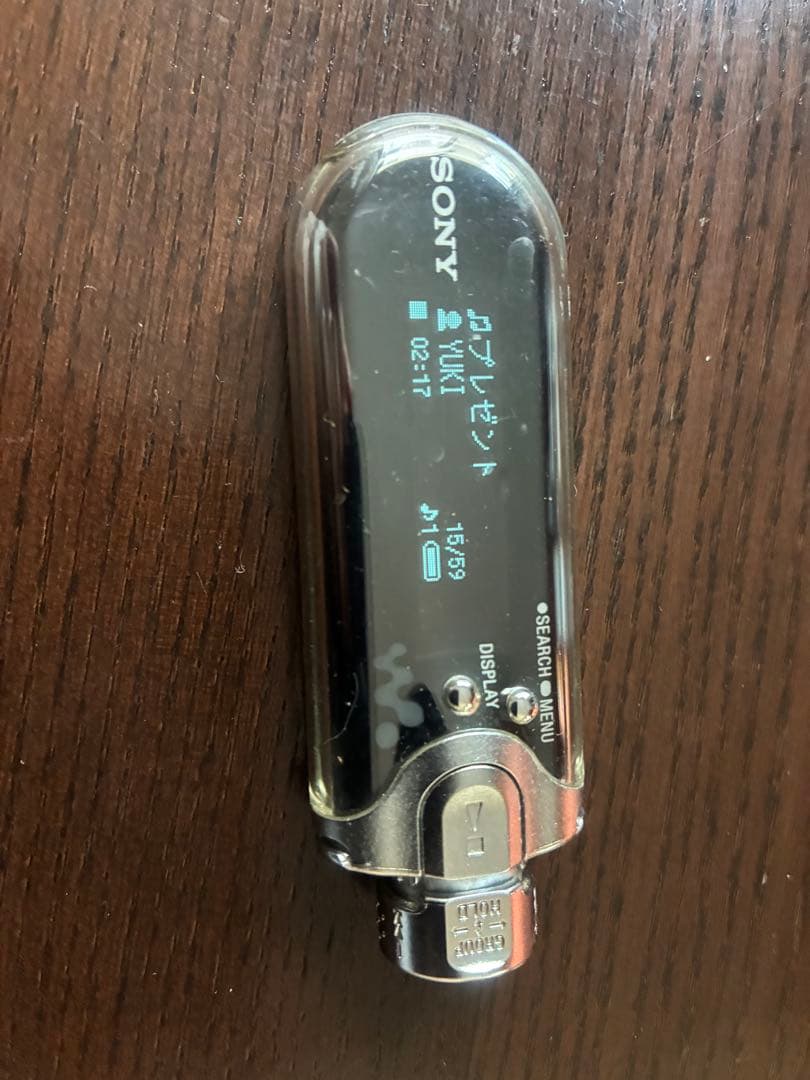 SONY
プレゼント
YUKI
02:17
15/59
1
●SEARCH ●MENU
DISPLAY
GROUP
HOLD